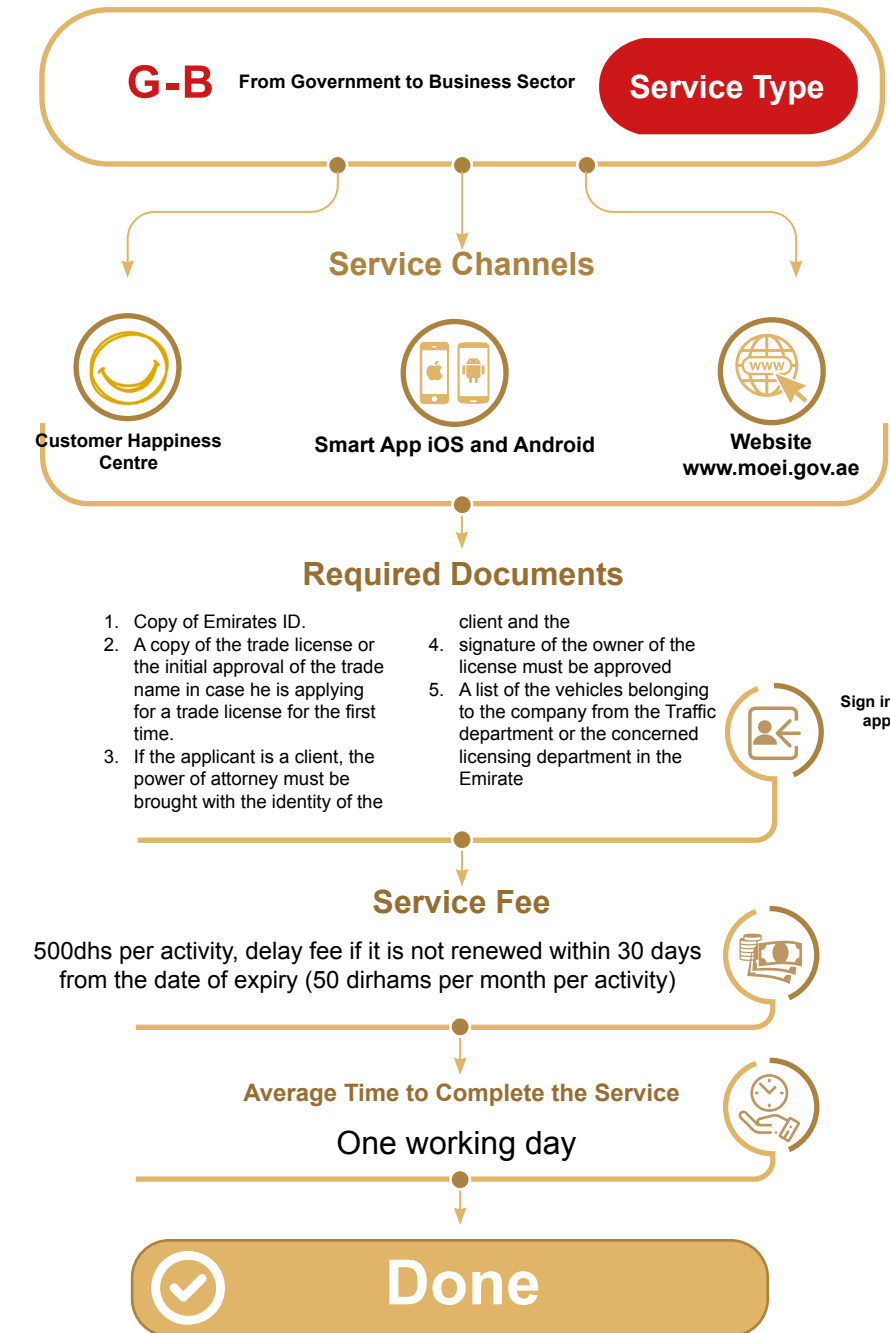 G-B
From Government to Business Sector
Service Type
Service Channels
www
Customer Happiness
Centre
Smart App iOS and Android
Website
www.moei.gov.ae
Required Documents
1. Copy of Emirates ID.
2. A copy of the trade license or
the initial approval of the trade
name in case he is applying
for a trade license for the first
time.
3. If the applicant is a client, the
power of attorney must be
brought with the identity of the
client and the
4. signature of the owner of the
license must be approved
5. A list of the vehicles belonging
to the company from the Traffic
department or the concerned
licensing department in the
Emirate
Sign in
app
Service Fee
500dhs per activity, delay fee if it is not renewed within 30 days
from the date of expiry (50 dirhams per month per activity)
Average Time to Complete the Service
One working day
Done